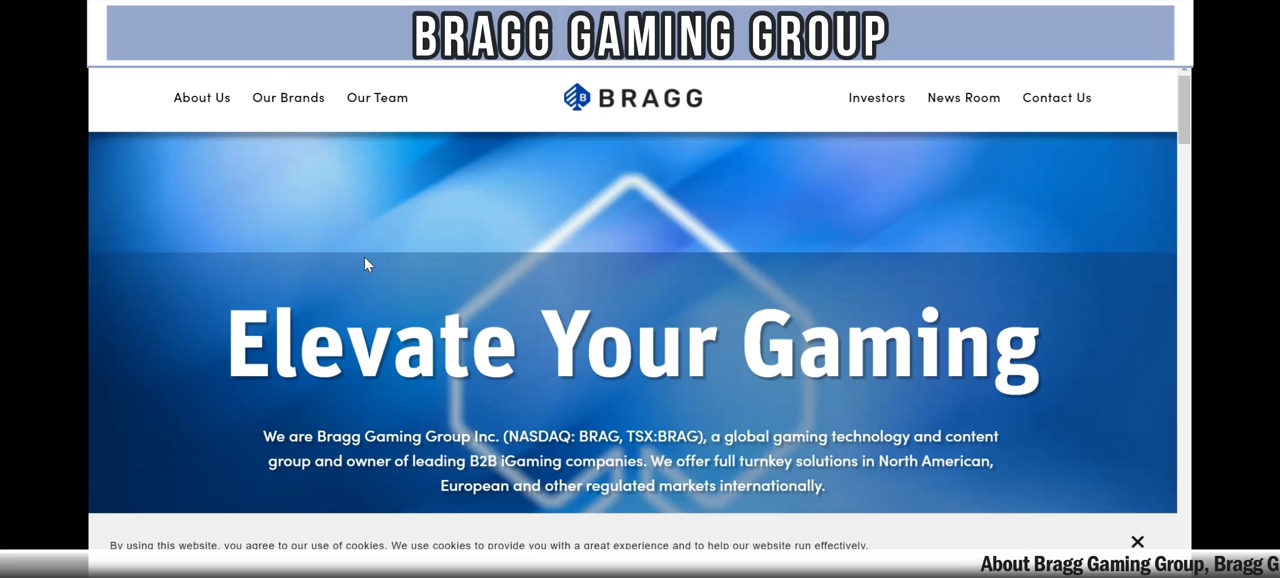 BRAGG GAMING GROUP
About Us Our Brands Our Team BRAGG Investors News Room Contact Us
Elevate Your Gaming
We are Bragg Gaming Group Inc. (NASDAQ: BRAG, TSX:BRAG), a global gaming technology and content
group and owner of leading B2B iGaming companies. We offer full turnkey solutions in North American,
European and other regulated markets internationally.
By using this website, you agree to our use of cookies. We use cookies to provide you with a great experience and to help our website run effectively.
About Bragg Gaming Group, Bragg G